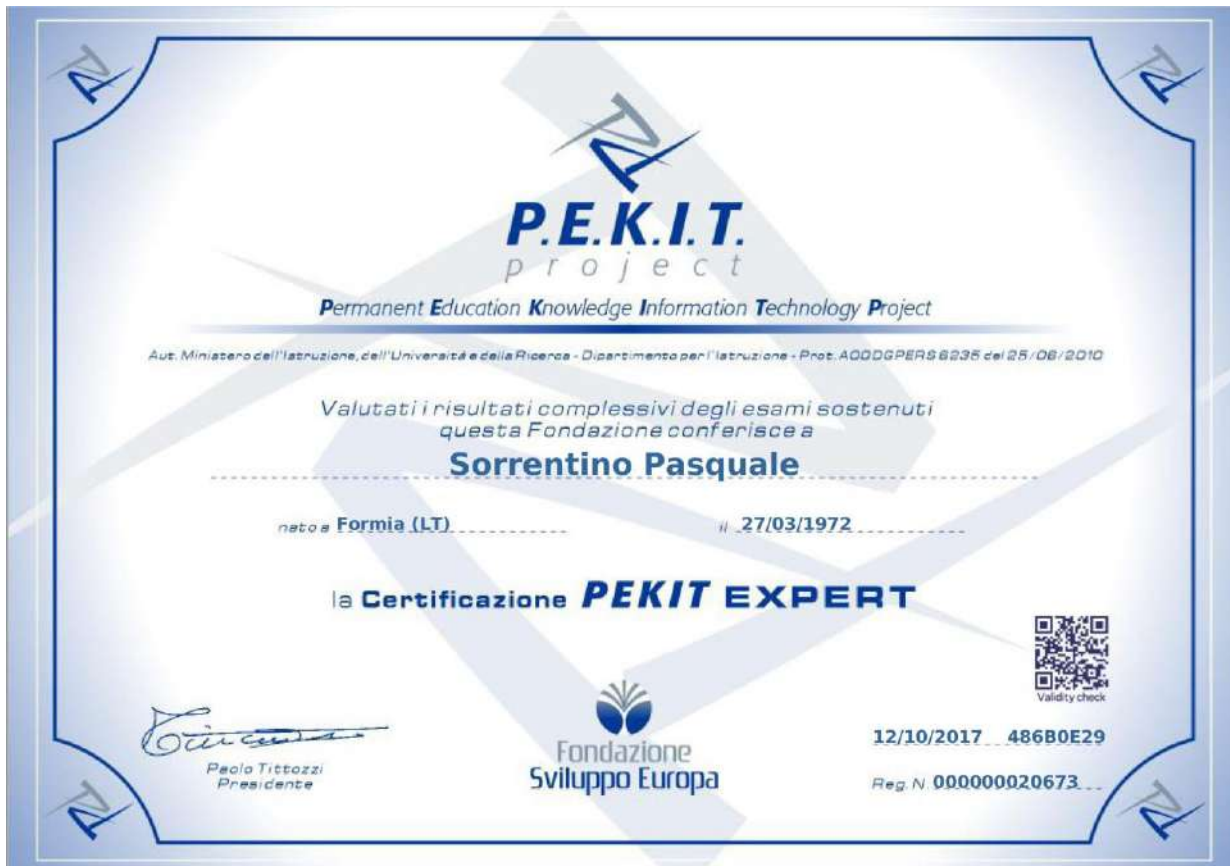 P.E.K.I.T.
project
Permanent Education Knowledge Information Technology Project
Aut. Ministero dell'Istruzione, dell'Università e della Ricerca - Dipartimento per l'Istruzione - Prot. AOODGPERS 6235 del 25/06/2010
Valutati i risultati complessivi degli esami sostenuti
questa Fondazione conferisce a
Sorrentino Pasquale
nato a Formia (LT) il 27/03/1972
la Certificazione PEKIT EXPERT
Validity check
Paolo Tittozzi
Presidente
Fondazione
Sviluppo Europa
12/10/2017 486B0E29
Reg. N. 000000020673